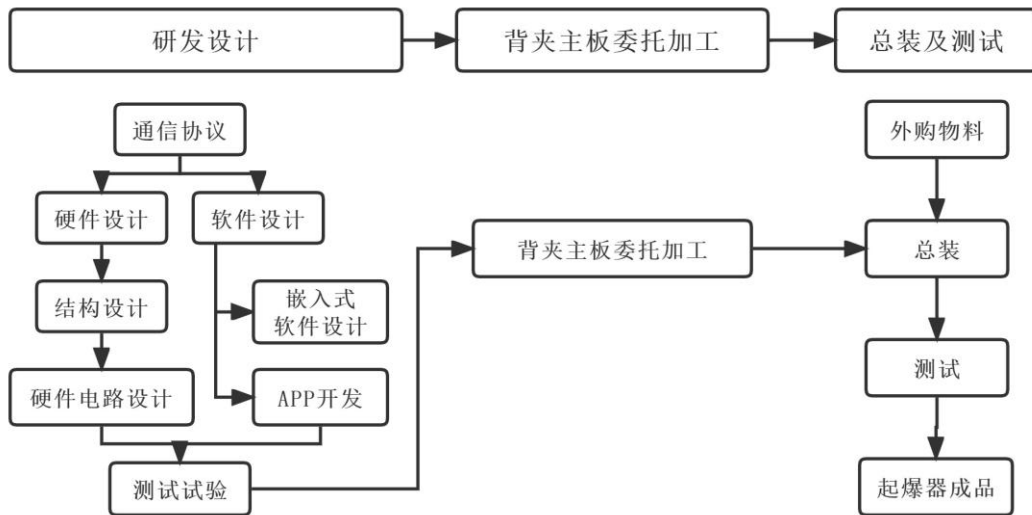 研发设计
背夹主板委托加工
总装及测试
通信协议
外购物料
硬件设计
软件设计
背夹主板委托加工
总装
结构设计
嵌入式
软件设计
测试
硬件电路设计
APP开发
测试试验
起爆器成品